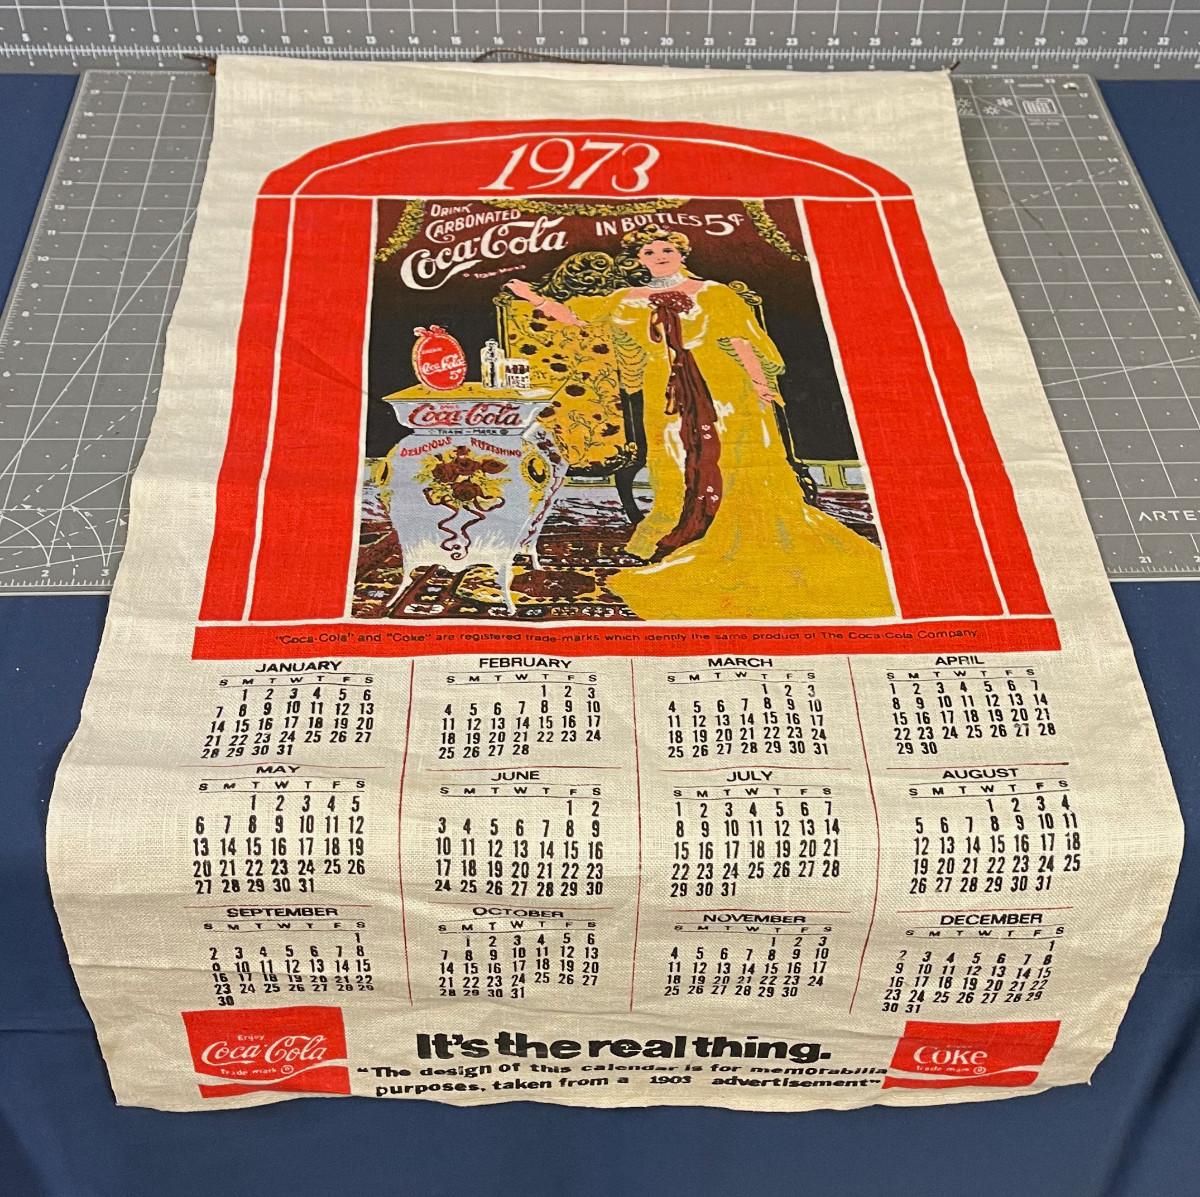 1973
DRINK
CARBONATED
Coca-Cola
IN BOTTLES 5¢
Trade-Mark
Coca-Cola
5¢
Coca-Cola
TRADE-MARK ®
DELICIOUS REFRESHING
"Coca-Cola" and "Coke" are registered trade-marks which identify the same product of The Coca-Cola Company
JANUARY
S M T W T F S
1 2 3 4 5 6
7 8 9 10 11 12 13
14 15 16 17 18 19 20
21 22 23 24 25 26 27
28 29 30 31
FEBRUARY
S M T W T F S
1 2 3
4 5 6 7 8 9 10
11 12 13 14 15 16 17
18 19 20 21 22 23 24
25 26 27 28
MARCH
S M T W T F S
1 2 3
4 5 6 7 8 9 10
11 12 13 14 15 16 17
18 19 20 21 22 23 24
25 26 27 28 29 30 31
APRIL
S M T W T F S
1 2 3 4 5 6 7
8 9 10 11 12 13 14
15 16 17 18 19 20 21
22 23 24 25 26 27 28
29 30
MAY
S M T W T F S
1 2 3 4 5
6 7 8 9 10 11 12
13 14 15 16 17 18 19
20 21 22 23 24 25 26
27 28 29 30 31
JUNE
S M T W T F S
1 2
3 4 5 6 7 8 9
10 11 12 13 14 15 16
17 18 19 20 21 22 23
24 25 26 27 28 29 30
JULY
S M T W T F S
1 2 3 4 5 6 7
8 9 10 11 12 13 14
15 16 17 18 19 20 21
22 23 24 25 26 27 28
29 30 31
AUGUST
S M T W T F S
1 2 3 4
5 6 7 8 9 10 11
12 13 14 15 16 17 18
19 20 21 22 23 24 25
26 27 28 29 30 31
SEPTEMBER
S M T W T F S
1
2 3 4 5 6 7 8
9 10 11 12 13 14 15
16 17 18 19 20 21 22
23 24 25 26 27 28 29
30
OCTOBER
S M T W T F S
1 2 3 4 5 6
7 8 9 10 11 12 13
14 15 16 17 18 19 20
21 22 23 24 25 26 27
28 29 30 31
NOVEMBER
S M T W T F S
1 2 3
4 5 6 7 8 9 10
11 12 13 14 15 16 17
18 19 20 21 22 23 24
25 26 27 28 29 30
DECEMBER
S M T W T F S
1
2 3 4 5 6 7 8
9 10 11 12 13 14 15
16 17 18 19 20 21 22
23 24 25 26 27 28 29
30 31
Enjoy
Coca-Cola
Trade-mark ®
It's the real thing.
"The design of this calendar is for memorabilia
purposes, taken from a 1903 advertisement"
Coke
Trade-mark ®
ARTE